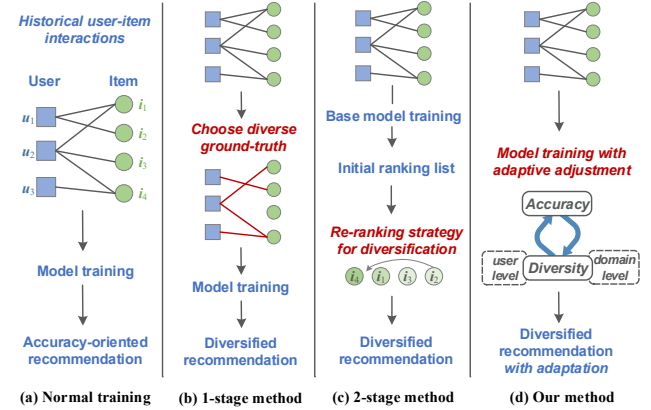 Historical user-item
interactions
User
Item
u1
u2
u3
i1
i2
i3
i4
Model training
Accuracy-oriented
recommendation
(a) Normal training
Choose diverse
ground-truth
Model training
Diversified
recommendation
(b) 1-stage method
Base model training
Initial ranking list
Re-ranking strategy
for diversification
i4 i1 i3 i2
Diversified
recommendation
(c) 2-stage method
Model training with
adaptive adjustment
Accuracy
user
level
Diversity
domain
level
Diversified
recommendation
with adaptation
(d) Our method